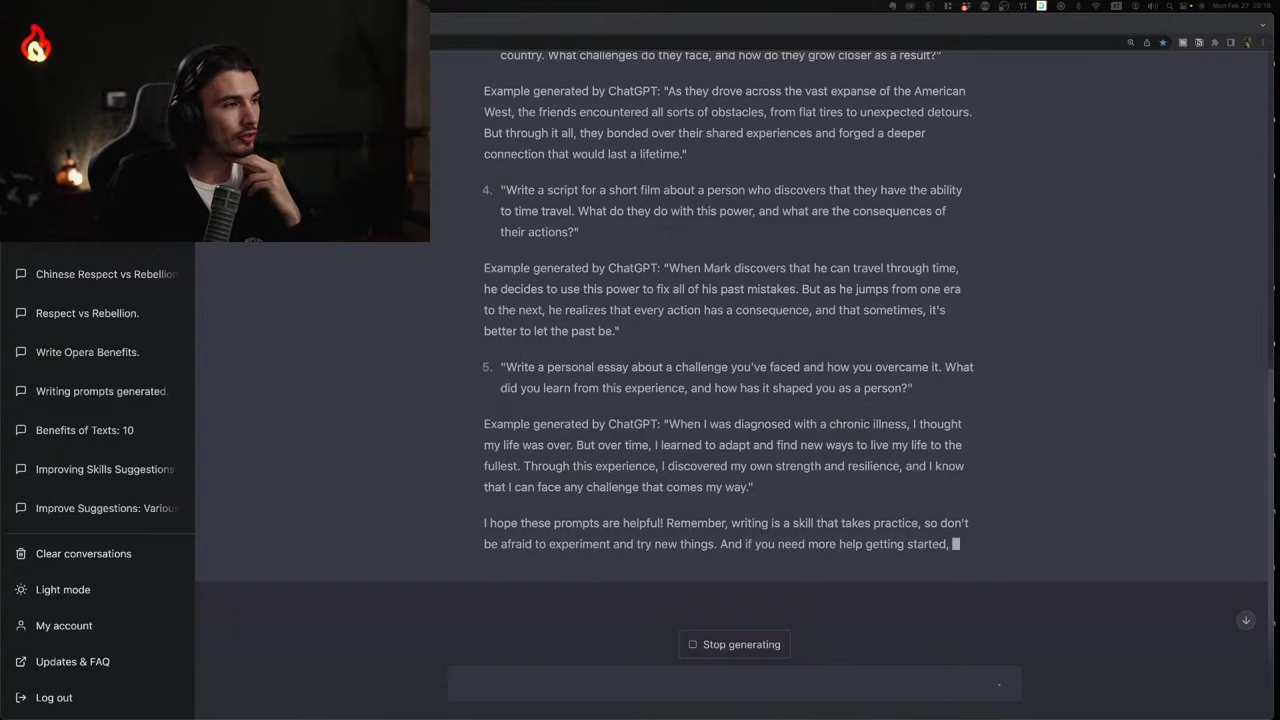 Mon Feb 27 20:18
country. What challenges do they face, and how do they grow closer as a result?"
Example generated by ChatGPT: "As they drove across the vast expanse of the American
West, the friends encountered all sorts of obstacles, from flat tires to unexpected detours.
But through it all, they bonded over their shared experiences and forged a deeper
connection that would last a lifetime."
4. "Write a script for a short film about a person who discovers that they have the ability
to time travel. What do they do with this power, and what are the consequences of
their actions?"
Example generated by ChatGPT: "When Mark discovers that he can travel through time,
he decides to use this power to fix all of his past mistakes. But as he jumps from one era
to the next, he realizes that every action has a consequence, and that sometimes, it's
better to let the past be."
5. "Write a personal essay about a challenge you've faced and how you overcame it. What
did you learn from this experience, and how has it shaped you as a person?"
Example generated by ChatGPT: "When I was diagnosed with a chronic illness, I thought
my life was over. But over time, I learned to adapt and find new ways to live my life to the
fullest. Through this experience, I discovered my own strength and resilience, and I know
that I can face any challenge that comes my way."
I hope these prompts are helpful! Remember, writing is a skill that takes practice, so don't
be afraid to experiment and try new things. And if you need more help getting started,
Stop generating
Chinese Respect vs Rebellion
Respect vs Rebellion.
Write Opera Benefits.
Writing prompts generated.
Benefits of Texts: 10
Improving Skills Suggestions
Improve Suggestions: Variou
Clear conversations
Light mode
My account
Updates & FAQ
Log out